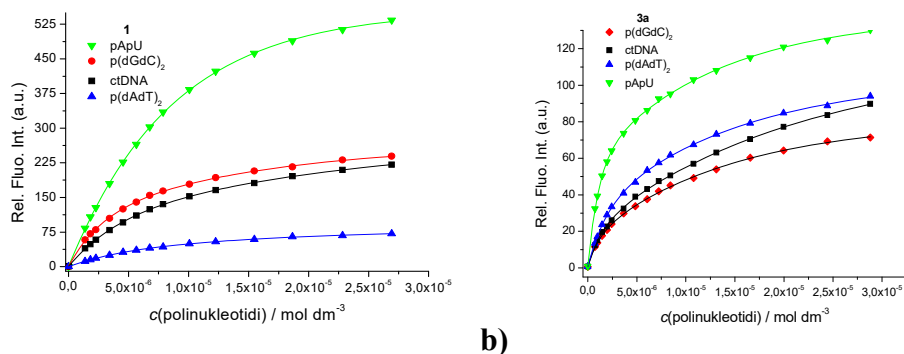 1
pApU
p(dGdC)₂
ctDNA
p(dAdT)₂
Rel. Fluo. Int. (a.u.)
525
450
375
300
225
150
75
0
0,0 5,0x10⁻⁶ 1,0x10⁻⁵ 1,5x10⁻⁵ 2,0x10⁻⁵ 2,5x10⁻⁵ 3,0x10⁻⁵
c(polinukleotidi) / mol dm⁻³
b)
3a
p(dGdC)₂
ctDNA
p(dAdT)₂
pApU
Rel. Fluo. Int. (a.u.)
120
100
80
60
40
20
0
0,0 5,0x10⁻⁶ 1,0x10⁻⁵ 1,5x10⁻⁵ 2,0x10⁻⁵ 2,5x10⁻⁵ 3,0x10⁻⁵
c(polinukleotidi) / mol dm⁻³